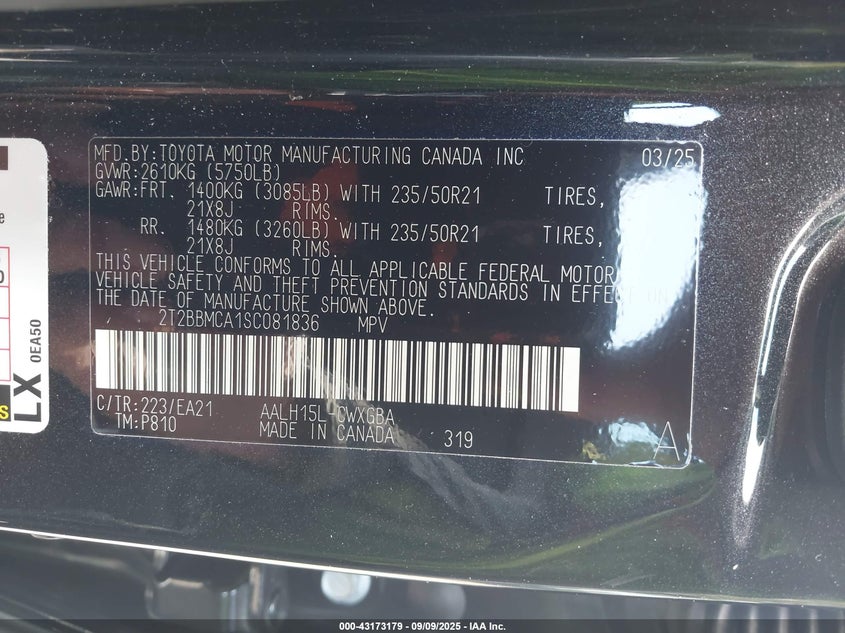 MFD.BY:TOYOTA MOTOR MANUFACTURING CANADA INC 03/25
GVWR:2610KG (5750LB)
GAWR:FRT. 1400KG (3085LB) WITH 235/50R21 TIRES,
21X8J RIMS.
RR. 1480KG (3260LB) WITH 235/50R21 TIRES,
21X8J RIMS.
THIS VEHICLE CONFORMS TO ALL APPLICABLE FEDERAL MOTOR
VEHICLE SAFETY AND THEFT PREVENTION STANDARDS IN EFFECT ON
THE DATE OF MANUFACTURE SHOWN ABOVE.
2T2BBMCA1SC081836 MPV
C/TR:223/EA21 AALH15L-CWXGBA
TM:P810 MADE IN CANADA 319
A
LX
0EA50
000-43173179 - 09/09/2025 - IAA Inc.